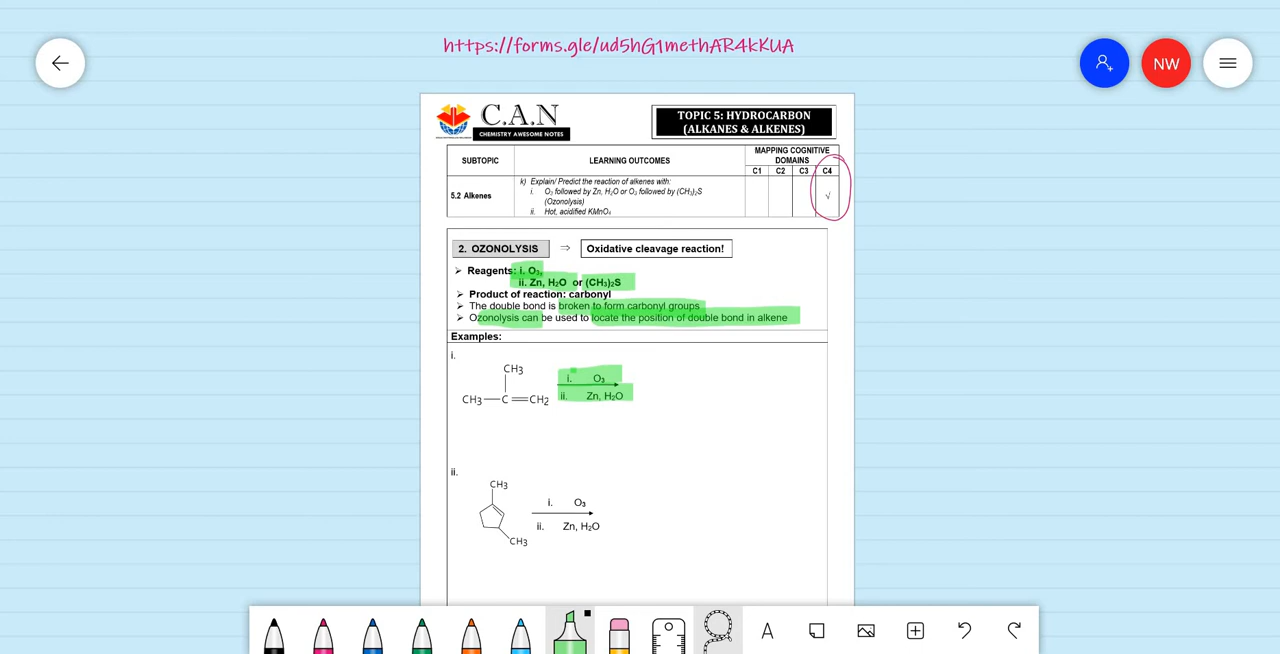 https://forms.gle/ud5hG1methAR4kKUA
NW
C.A.N
CHEMISTRY AWESOME NOTES
TOPIC 5: HYDROCARBON
(ALKANES & ALKENES)
SUBTOPIC
LEARNING OUTCOMES
MAPPING COGNITIVE
DOMAINS
C1 C2 C3 C4
5.2 Alkenes
k) Explain/ Predict the reaction of alkenes with:
i. O₃ followed by Zn, H₂O or O₃ followed by (CH₃)₂S
(Ozonolysis)
ii. Hot, acidified KMnO₄
√
2. OZONOLYSIS ⇒ Oxidative cleavage reaction!
➢ Reagents: i. O₃,
ii. Zn, H₂O or (CH₃)₂S
➢ Product of reaction: carbonyl
➢ The double bond is broken to form carbonyl groups
➢ Ozonolysis can be used to locate the position of double bond in alkene
Examples:
i.
CH₃
CH₃—C=CH₂
i. O₃
ii. Zn, H₂O
ii.
CH₃
i. O₃
ii. Zn, H₂O
CH₃
A